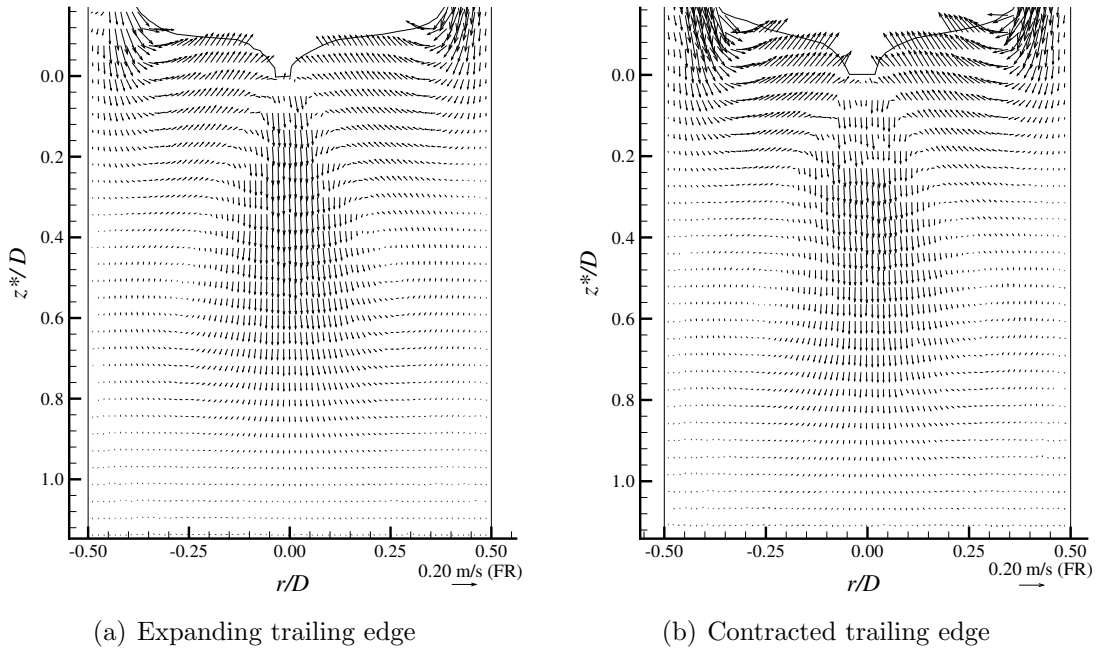 0.0
0.2
0.4
0.6
0.8
1.0
z*/D
-0.50
-0.25
0.00
0.25
0.50
r/D
0.20 m/s (FR)
(a) Expanding trailing edge
0.0
0.2
0.4
0.6
0.8
1.0
z*/D
-0.50
-0.25
0.00
0.25
0.50
r/D
0.20 m/s (FR)
(b) Contracted trailing edge